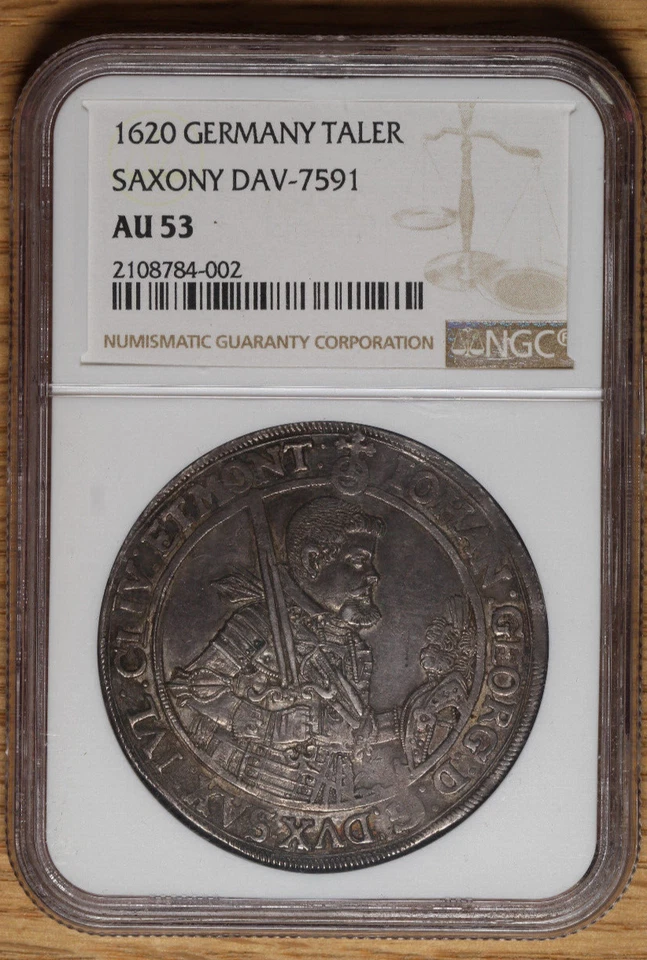 1620 GERMANY TALER
SAXONY DAV-7591
AU 53
2108784-002
NUMISMATIC GUARANTY CORPORATION
NGC®
IOHAN· GEORG· D: G· DVX· SAX· IVL· CLIV· ET MONT: